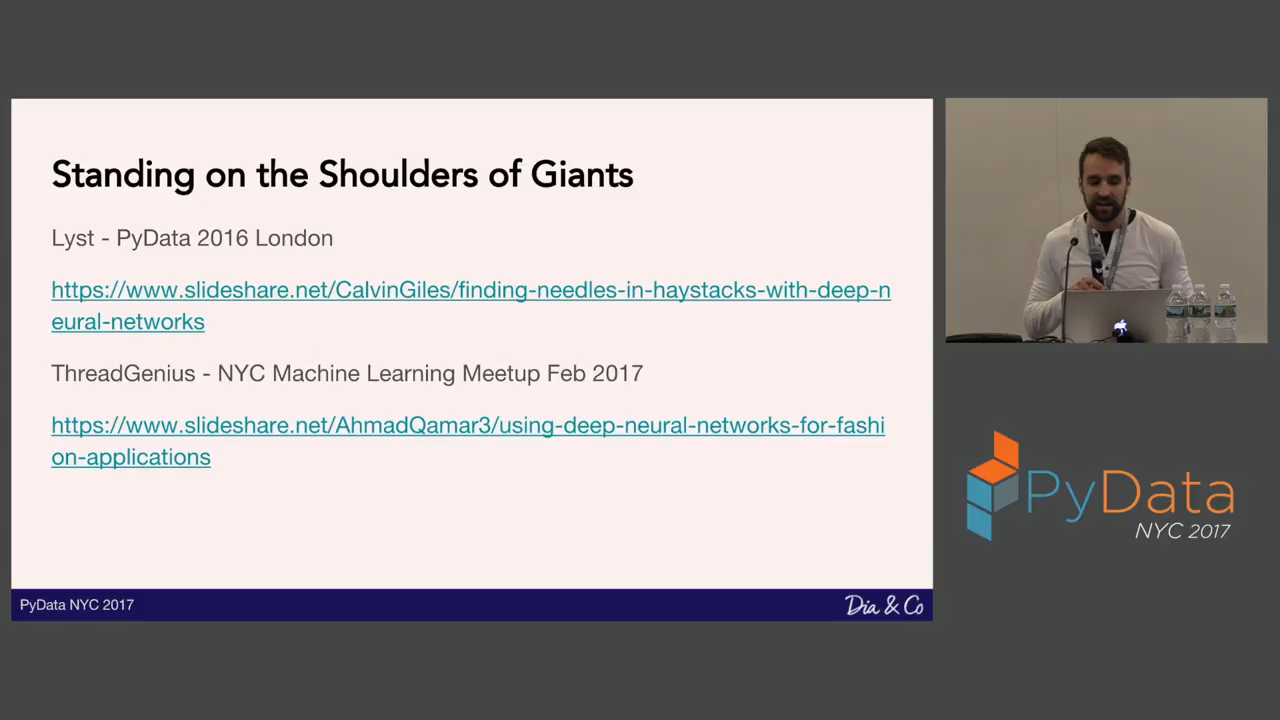 Standing on the Shoulders of Giants
Lyst - PyData 2016 London
https://www.slideshare.net/CalvinGiles/finding-needles-in-haystacks-with-deep-n
eural-networks
ThreadGenius - NYC Machine Learning Meetup Feb 2017
https://www.slideshare.net/AhmadQamar3/using-deep-neural-networks-for-fashi
on-applications
PyData NYC 2017
Dia & Co
PyData
NYC 2017